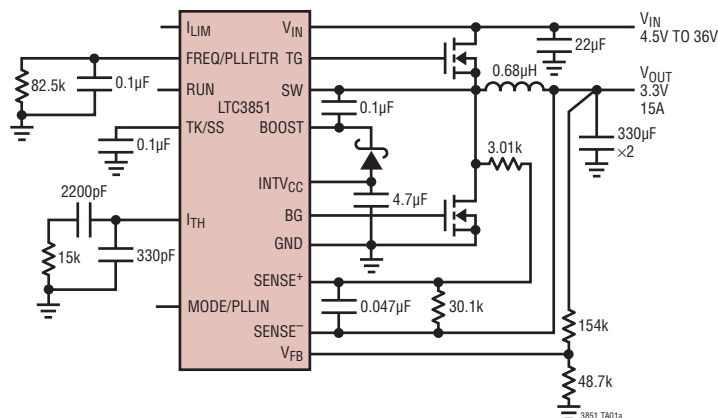 I_LIM
V_IN
FREQ/PLLFLTR
TG
RUN
SW
LTC3851
TK/SS
BOOST
INTV_CC
I_TH
BG
GND
SENSE+
MODE/PLLIN
SENSE–
V_FB
82.5k
0.1µF
0.1µF
2200pF
15k
330pF
0.1µF
4.7µF
0.047µF
30.1k
3.01k
0.68µH
22µF
V_IN
4.5V TO 36V
V_OUT
3.3V
15A
330µF
×2
154k
48.7k
3851 TA01a